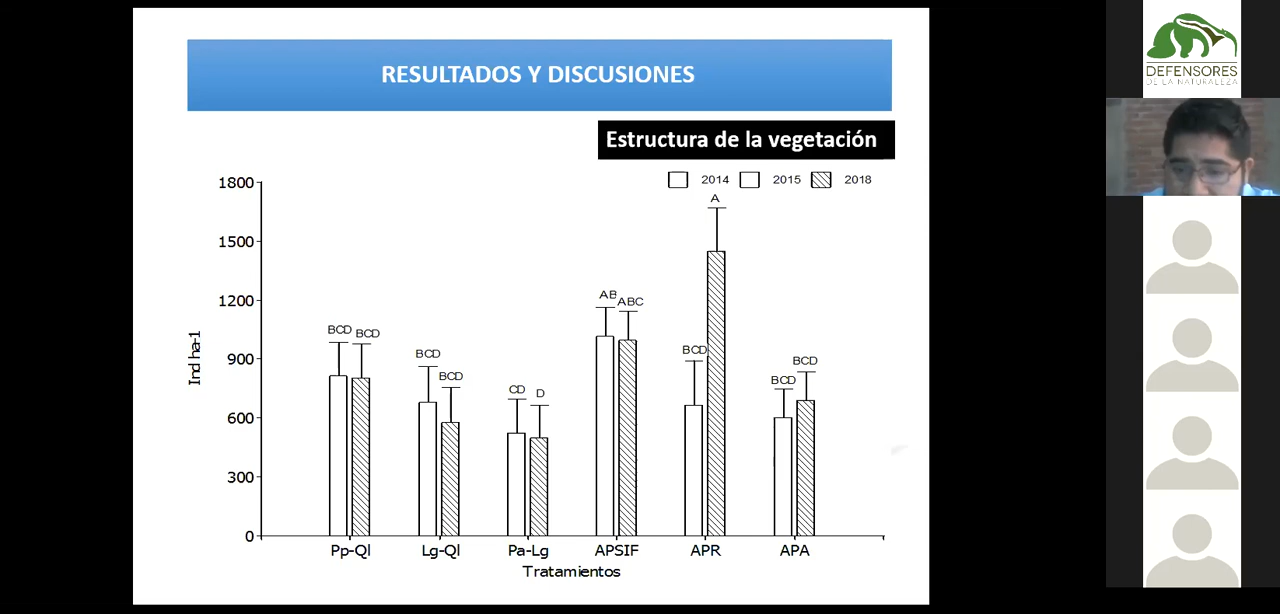 RESULTADOS Y DISCUSIONES
Estructura de la vegetación
2014 2015 2018
1800
1500
1200
900
600
300
0
Ind ha-1
BCD BCD
BCD BCD
CD D
AB ABC
BCD A
BCD BCD
Pp-Ql Lg-Ql Pa-Lg APSIF APR APA
Tratamientos
DEFENSORES
DE LA NATURALEZA